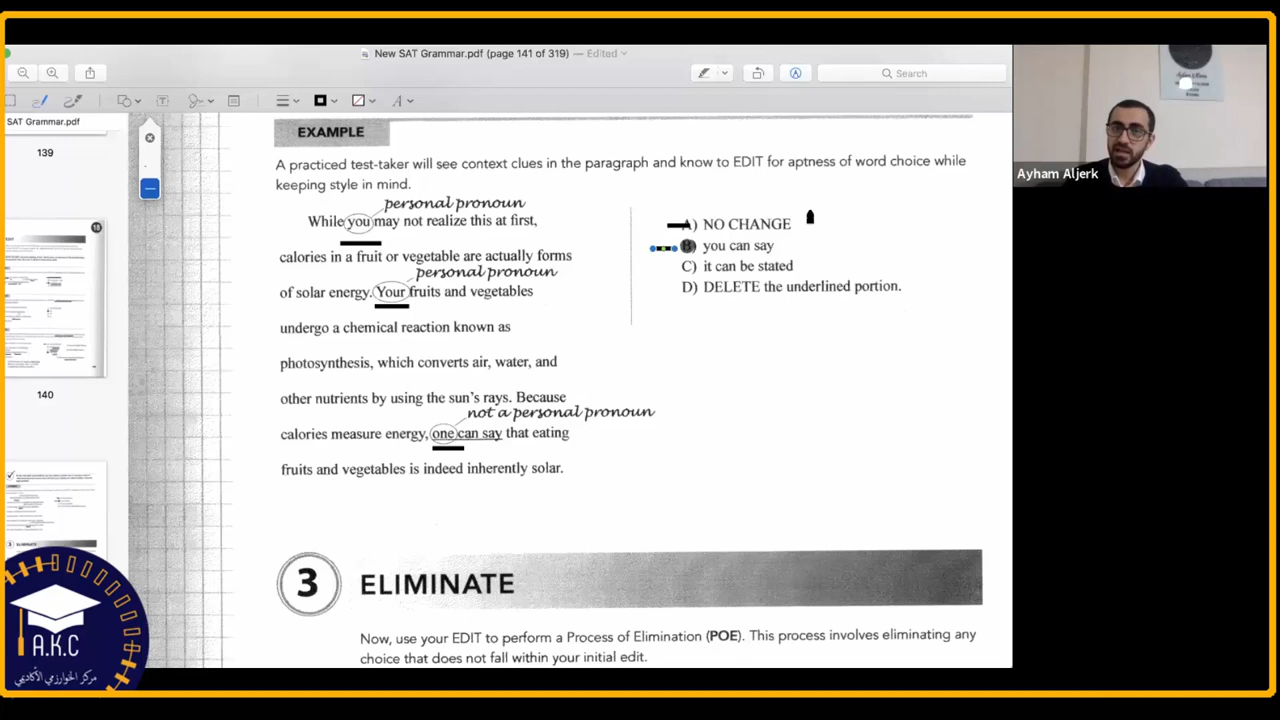 New SAT Grammar.pdf (page 141 of 319) — Edited
Search
SAT Grammar.pdf
139
140
EXAMPLE
A practiced test-taker will see context clues in the paragraph and know to EDIT for aptness of word choice while
keeping style in mind.
personal pronoun
While you may not realize this at first,
calories in a fruit or vegetable are actually forms
personal pronoun
of solar energy. Your fruits and vegetables
undergo a chemical reaction known as
photosynthesis, which converts air, water, and
other nutrients by using the sun's rays. Because
not a personal pronoun
calories measure energy, one can say that eating
fruits and vegetables is indeed inherently solar.
A) NO CHANGE
B) you can say
C) it can be stated
D) DELETE the underlined portion.
3 ELIMINATE
Now, use your EDIT to perform a Process of Elimination (POE). This process involves eliminating any
choice that does not fall within your initial edit.
Ayham Aljerk
A.K.C
مركز الخوارزمي الأكاديمي